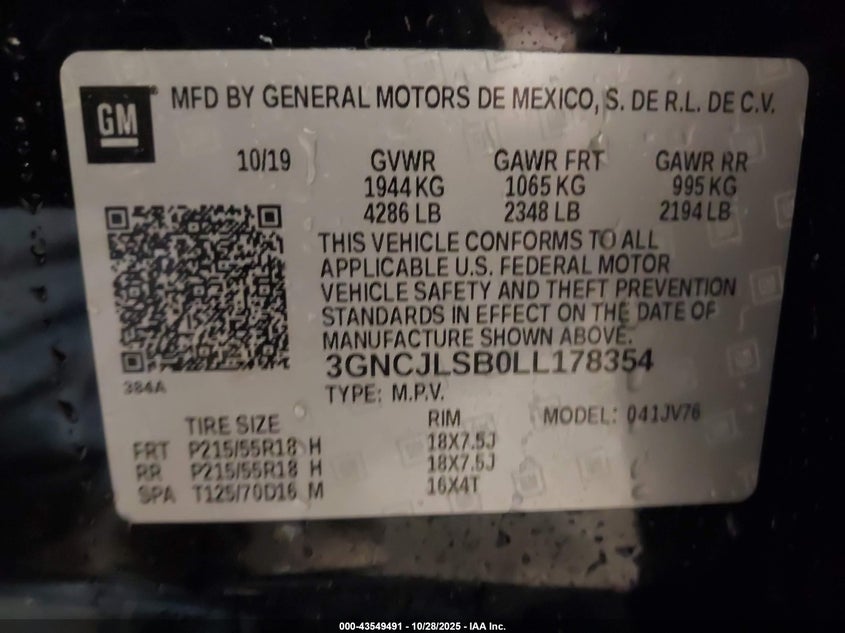 GM ® MFD BY GENERAL MOTORS DE MEXICO, S. DE R.L. DE C.V.
10/19 GVWR GAWR FRT GAWR RR
1944 KG 1065 KG 995 KG
4286 LB 2348 LB 2194 LB
THIS VEHICLE CONFORMS TO ALL
APPLICABLE U.S. FEDERAL MOTOR
VEHICLE SAFETY AND THEFT PREVENTION
STANDARDS IN EFFECT ON THE DATE OF
MANUFACTURE SHOWN ABOVE.
3GNCJLSB0LL178354
384A
TYPE: M.P.V.
TIRE SIZE RIM MODEL: 041JV76
FRT P215/55R18 H 18X7.5J
RR P215/55R18 H 18X7.5J
SPA T125/70D16 M 16X4T
000-43549491 - 10/28/2025 - IAA Inc.